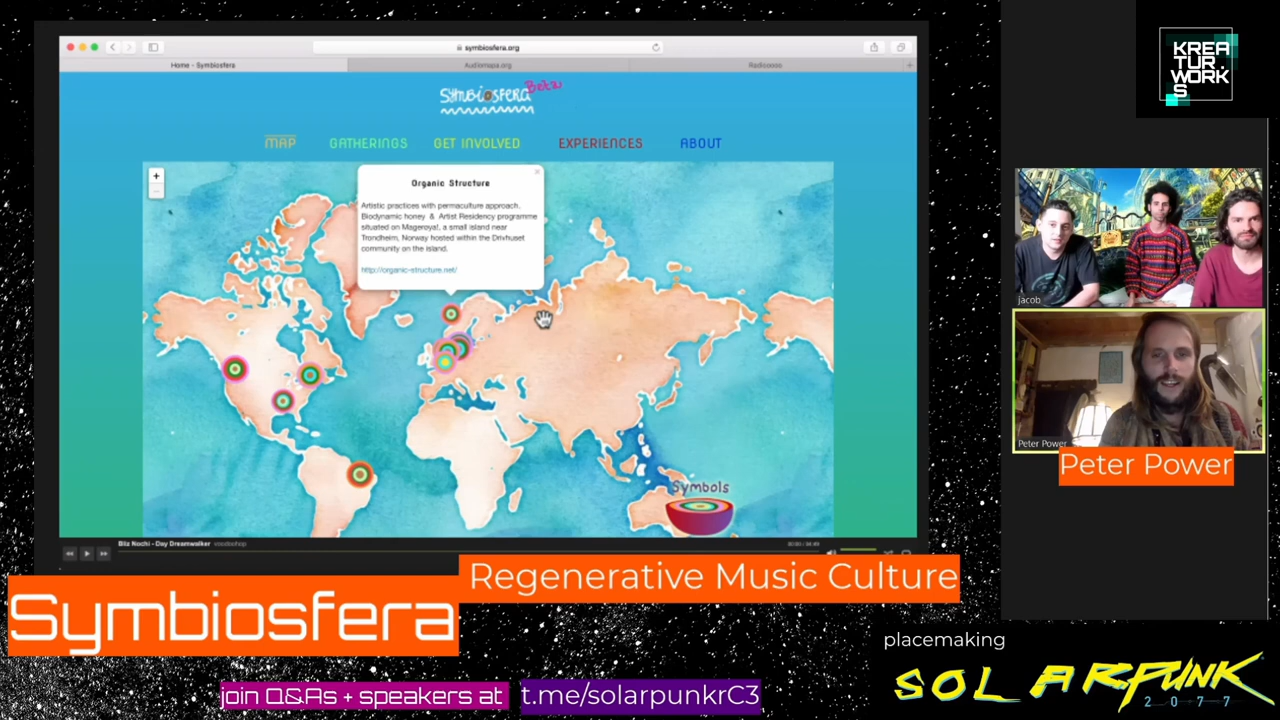 symbiosfera.org
Home - Symbiosfera
Audiomapa.org
Radiooooo
SYMBiOSFERA
Beta
MAP
GATHERINGS
GET INVOLVED
EXPERIENCES
ABOUT
+
Organic Structure
Artistic practices with permaculture approach.
Biodynamic honey & Artist Residency programme
situated on Mageroya!, a small island near
Trondheim, Norway hosted within the Drivhuset
community on the island.
http://organic-structure.net/
Symbols
Bliz Nochi - Day Dreamwalker voodoohop
KREA
TUR.
WORK
S
jacob
Peter Power
Peter Power
Regenerative Music Culture
Symbiosfera
join Q&As + speakers at t.me/solarpunkrC3
placemaking
SOLARPUNK
2077